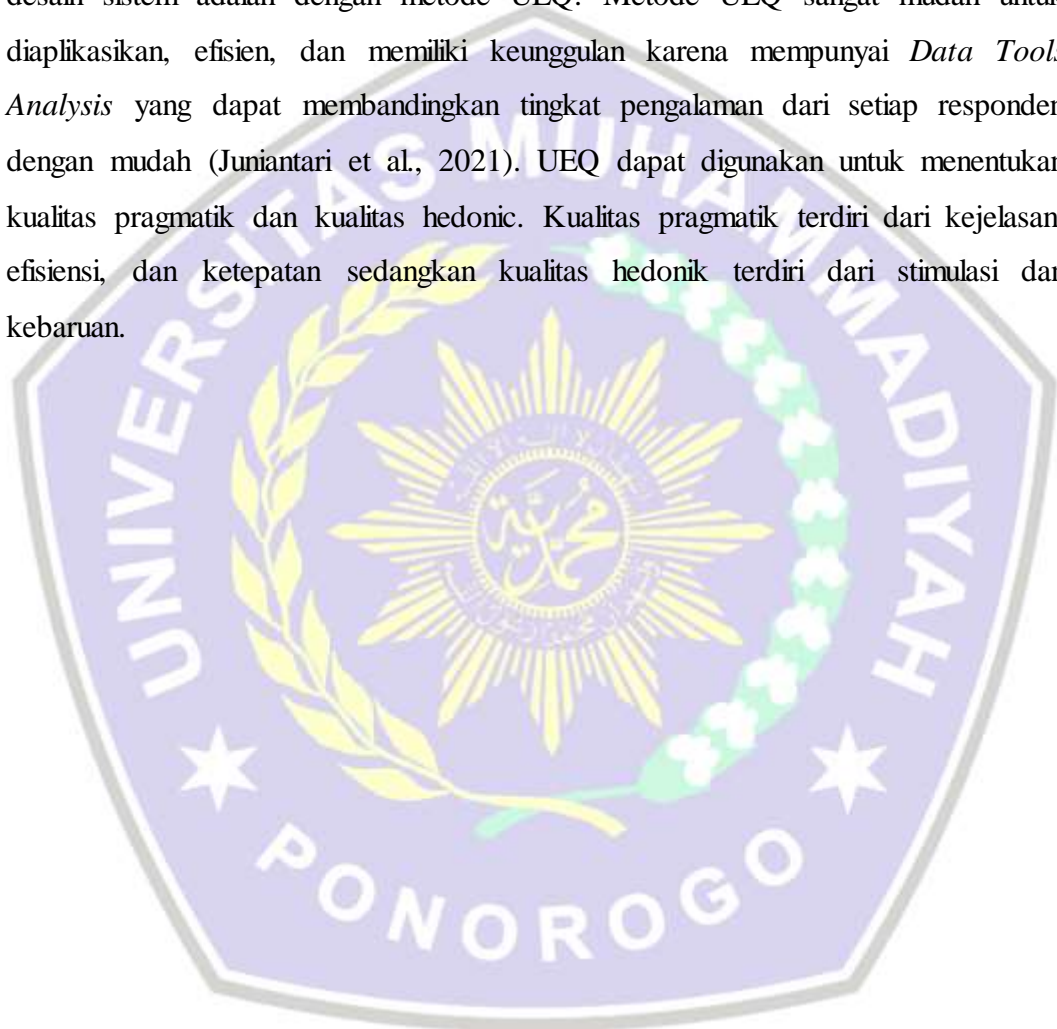 desain sistem adalah dengan metode UEQ. Metode UEQ sangat mudah untuk
diaplikasikan, efisien, dan memiliki keunggulan karena mempunyai Data Tools
Analysis yang dapat membandingkan tingkat pengalaman dari setiap responden
dengan mudah (Juniantari et al., 2021). UEQ dapat digunakan untuk menentukan
kualitas pragmatik dan kualitas hedonic. Kualitas pragmatik terdiri dari kejelasan
efisiensi, dan ketepatan sedangkan kualitas hedonik terdiri dari stimulasi dan
kebaruan.
UNIVERSITAS MUHAMMADIYAH
PONOROGO
محمدية